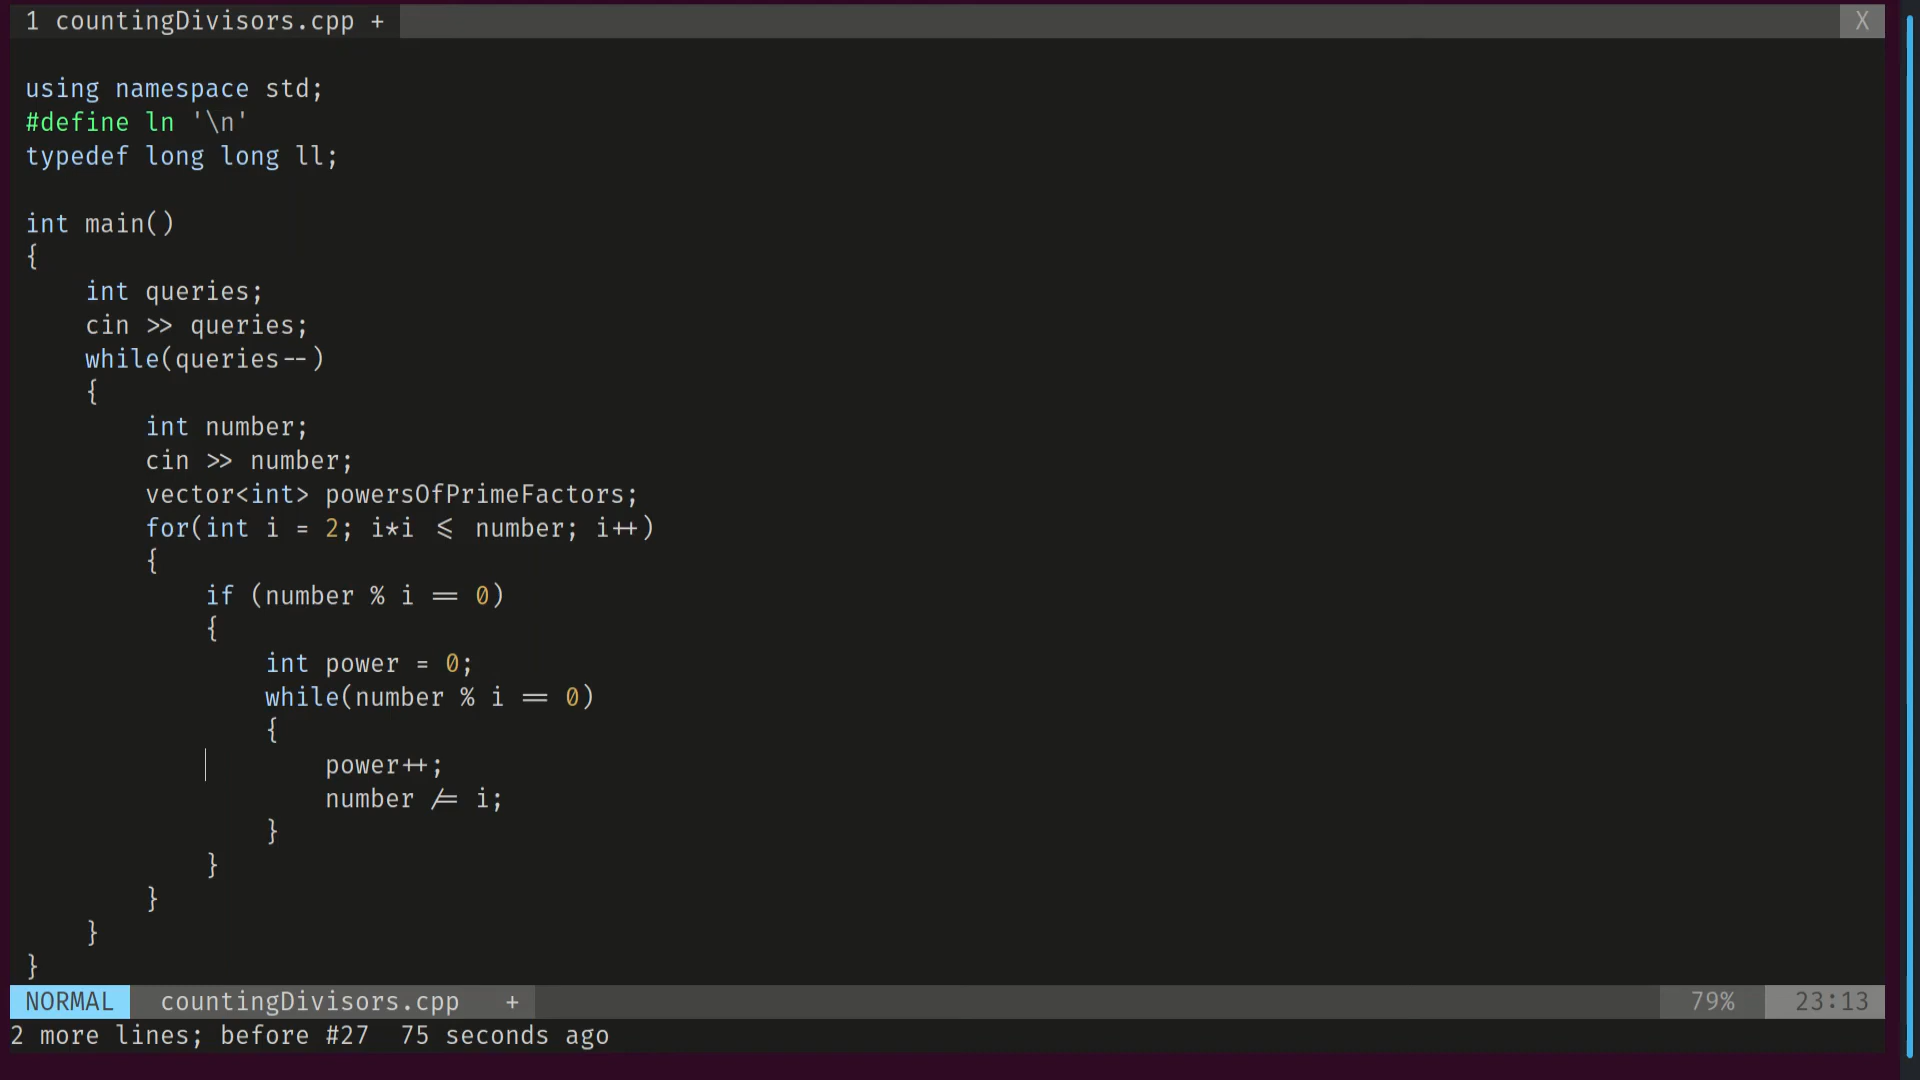 1 countingDivisors.cpp + X
using namespace std;
#define ln '\n'
typedef long long ll;
int main()
{
int queries;
cin >> queries;
while(queries--)
{
int number;
cin >> number;
vector<int> powersOfPrimeFactors;
for(int i = 2; i*i <= number; i++)
{
if (number % i == 0)
{
int power = 0;
while(number % i == 0)
{
power++;
number /= i;
}
}
}
}
}
NORMAL countingDivisors.cpp + 79% 23:13
2 more lines; before #27 75 seconds ago